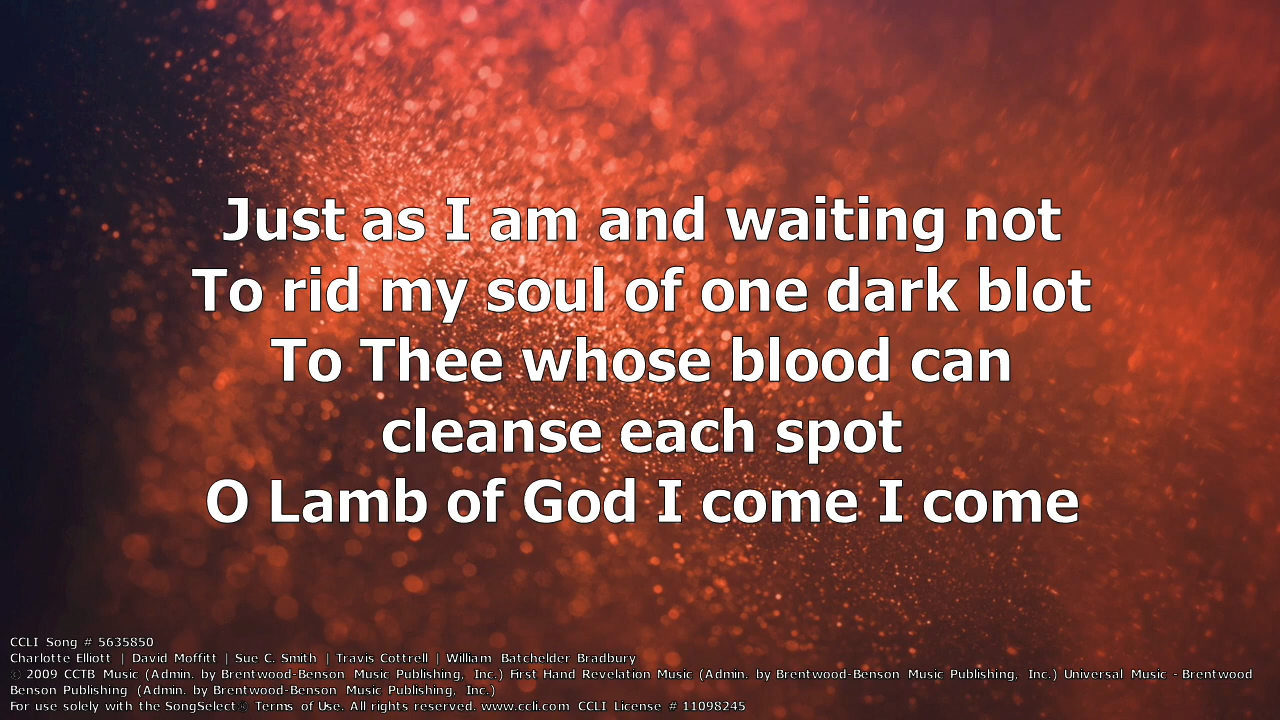 Just as I am and waiting not
To rid my soul of one dark blot
To Thee whose blood can
cleanse each spot
O Lamb of God I come I come
CCLI Song # 5635850
Charlotte Elliott | David Moffitt | Sue C. Smith | Travis Cottrell | William Batchelder Bradbury
© 2009 CCTB Music (Admin. by Brentwood-Benson Music Publishing, Inc.) First Hand Revelation Music (Admin. by Brentwood-Benson Music Publishing, Inc.) Universal Music - Brentwood
Benson Publishing (Admin. by Brentwood-Benson Music Publishing, Inc.)
For use solely with the SongSelect® Terms of Use. All rights reserved. www.ccli.com CCLI License # 11098245